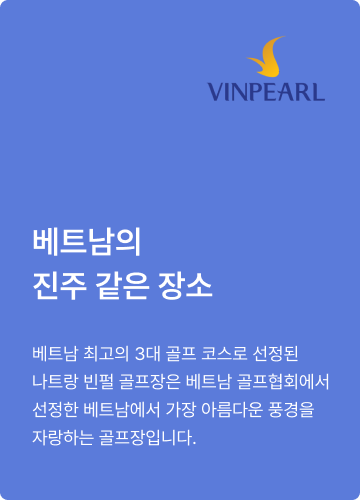 VINPEARL
베트남의
진주 같은 장소
베트남 최고의 3대 골프 코스로 선정된
나트랑 빈펄 골프장은 베트남 골프협회에서
선정한 베트남에서 가장 아름다운 풍경을
자랑하는 골프장입니다.